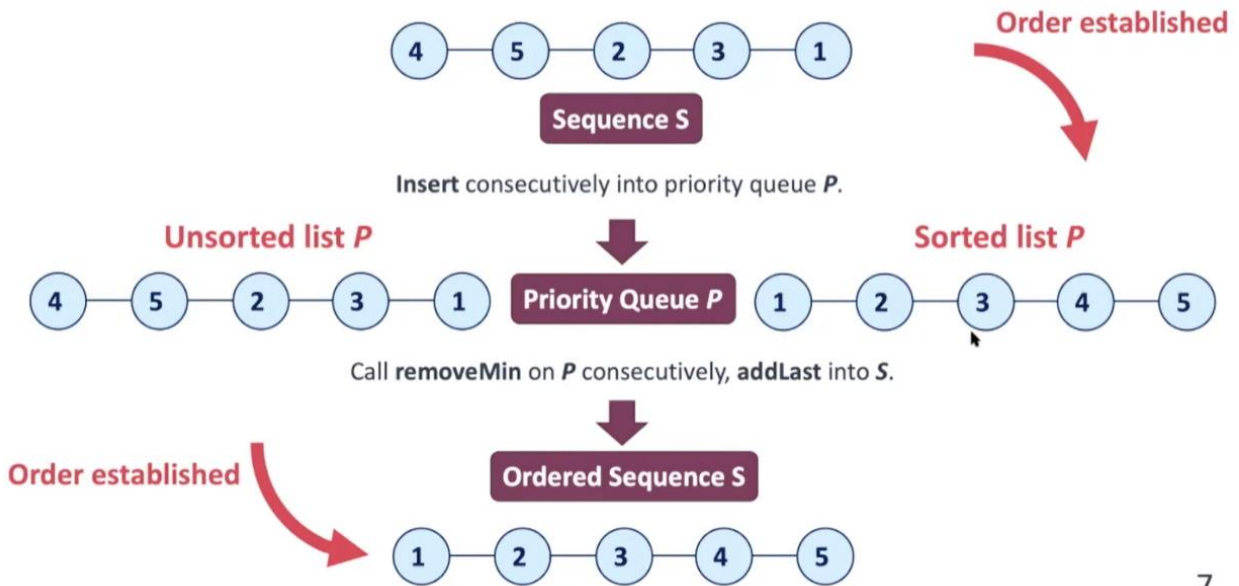 Order established
4 5 2 3 1
Sequence S
Insert consecutively into priority queue P.
Unsorted list P
Sorted list P
4 5 2 3 1
Priority Queue P
1 2 3 4 5
Call removeMin on P consecutively, addLast into S.
Order established
Ordered Sequence S
1 2 3 4 5
7